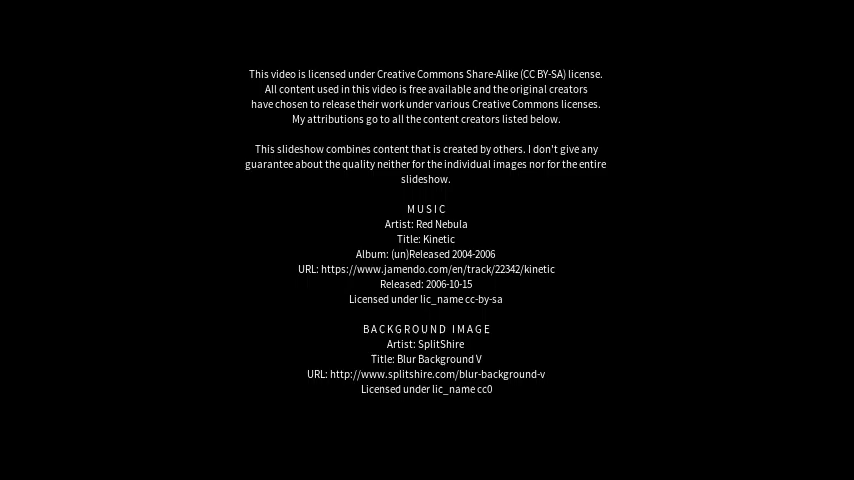 This video is licensed under Creative Commons Share-Alike (CC BY-SA) license.
All content used in this video is free available and the original creators
have chosen to release their work under various Creative Commons licenses.
My attributions go to all the content creators listed below.
This slideshow combines content that is created by others. I don't give any
guarantee about the quality neither for the individual images nor for the entire
slideshow.
MUSIC
Artist: Red Nebula
Title: Kinetic
Album: (un)Released 2004-2006
URL: https://www.jamendo.com/en/track/22342/kinetic
Released: 2006-10-15
Licensed under lic_name cc-by-sa
BACKGROUND IMAGE
Artist: SplitShire
Title: Blur Background V
URL: http://www.splitshire.com/blur-background-v
Licensed under lic_name cc0